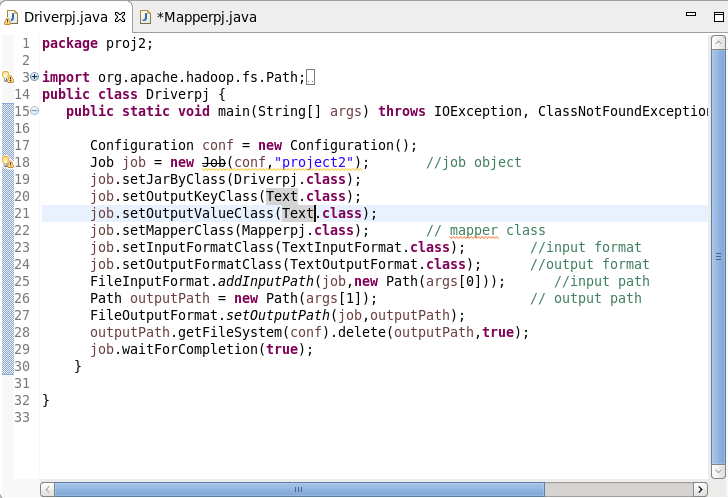 Driverpj.java *Mapperpj.java
1 package proj2;
2
3 import org.apache.hadoop.fs.Path;
14 public class Driverpj {
15 public static void main(String[] args) throws IOException, ClassNotFoundException
16
17 Configuration conf = new Configuration();
18 Job job = new Job(conf,"project2"); //job object
19 job.setJarByClass(Driverpj.class);
20 job.setOutputKeyClass(Text.class);
21 job.setOutputValueClass(Text.class);
22 job.setMapperClass(Mapperpj.class); // mapper class
23 job.setInputFormatClass(TextInputFormat.class); //input format
24 job.setOutputFormatClass(TextOutputFormat.class); //output format
25 FileInputFormat.addInputPath(job,new Path(args[0])); //input path
26 Path outputPath = new Path(args[1]); // output path
27 FileOutputFormat.setOutputPath(job,outputPath);
28 outputPath.getFileSystem(conf).delete(outputPath,true);
29 job.waitForCompletion(true);
30 }
31
32 }
33